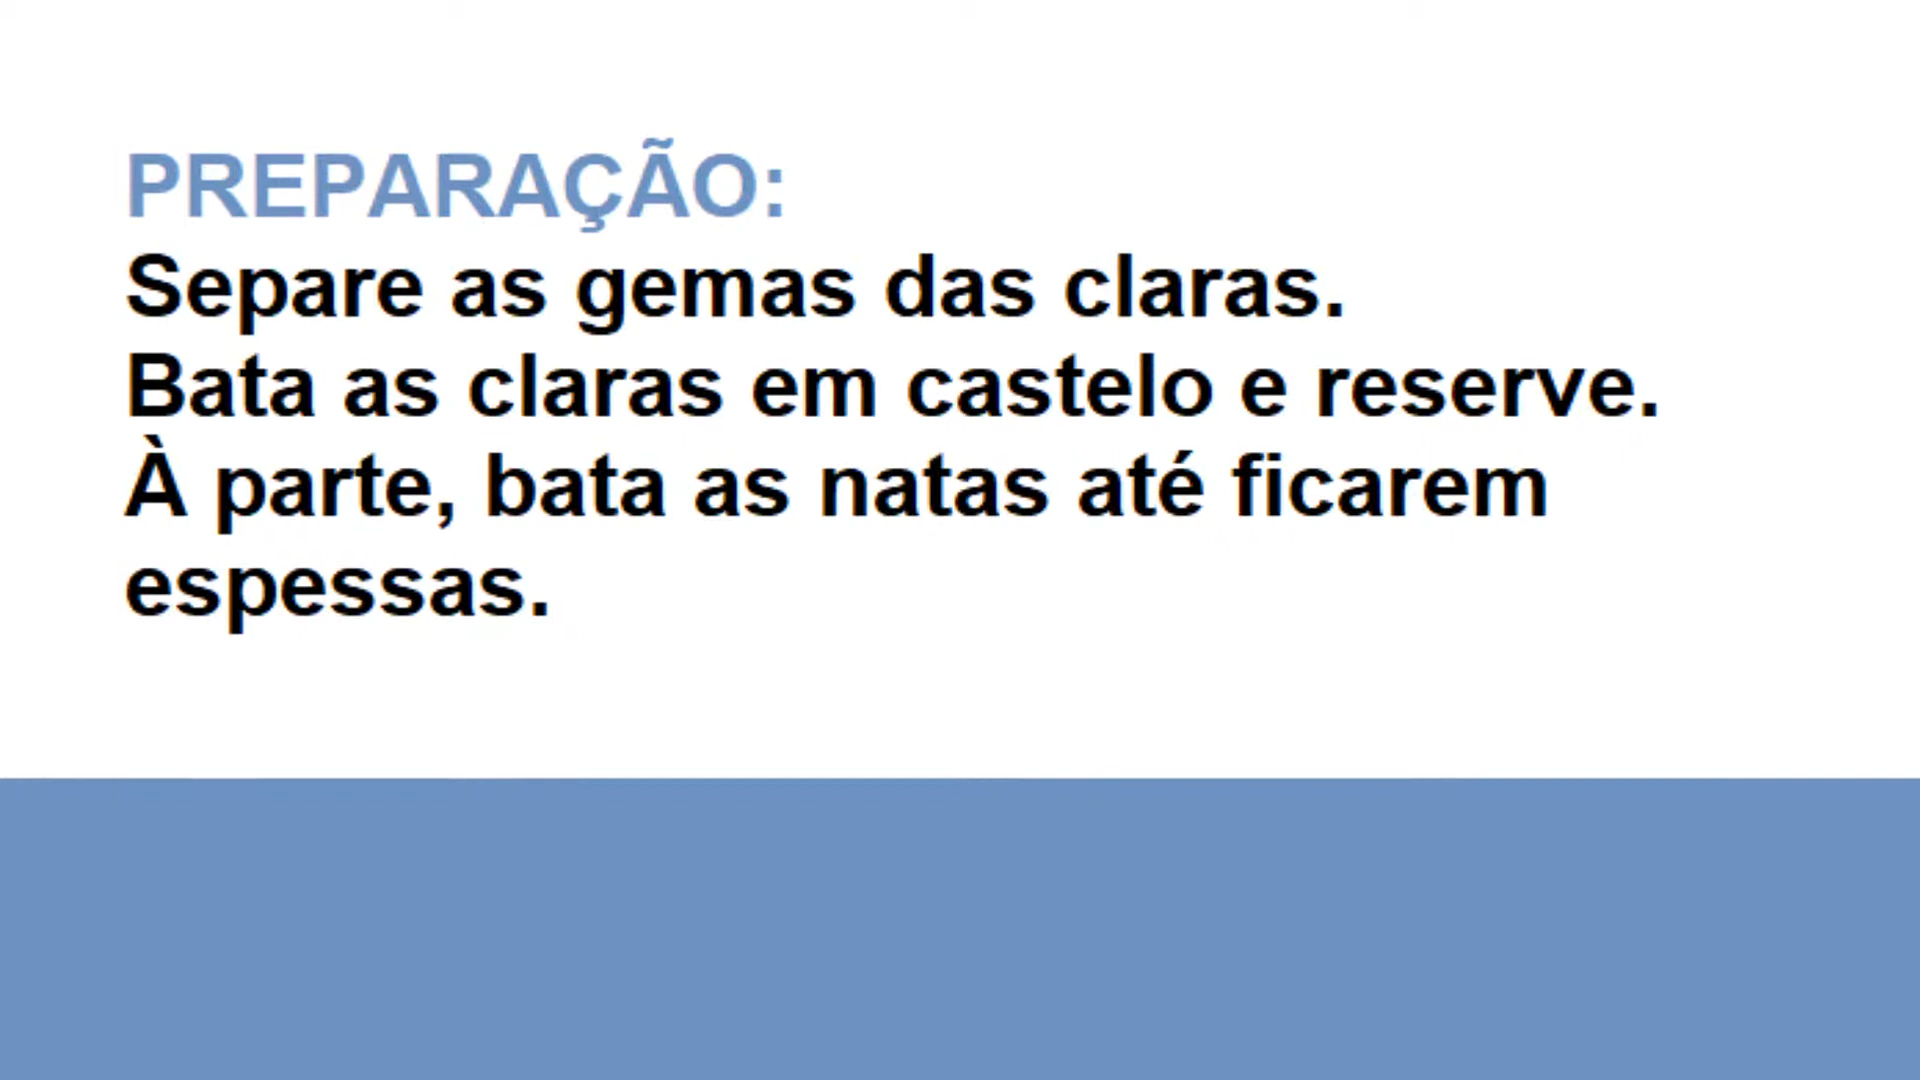 PREPARAÇÃO:
Separe as gemas das claras.
Bata as claras em castelo e reserve.
À parte, bata as natas até ficarem
espessas.